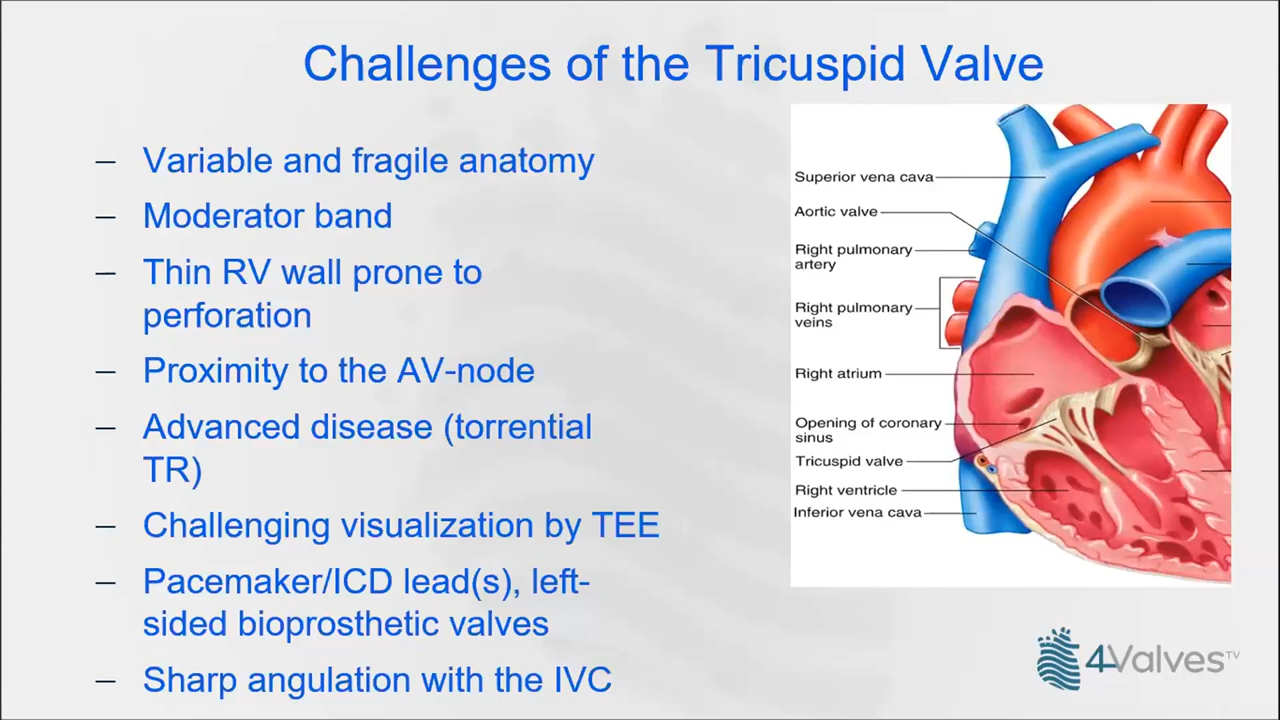 Challenges of the Tricuspid Valve
– Variable and fragile anatomy
– Moderator band
– Thin RV wall prone to
perforation
– Proximity to the AV-node
– Advanced disease (torrential
TR)
– Challenging visualization by TEE
– Pacemaker/ICD lead(s), left-
sided bioprosthetic valves
– Sharp angulation with the IVC
Superior vena cava
Aortic valve
Right pulmonary
artery
Right pulmonary
veins
Right atrium
Opening of coronary
sinus
Tricuspid valve
Right ventricle
Inferior vena cava
4Valves TV